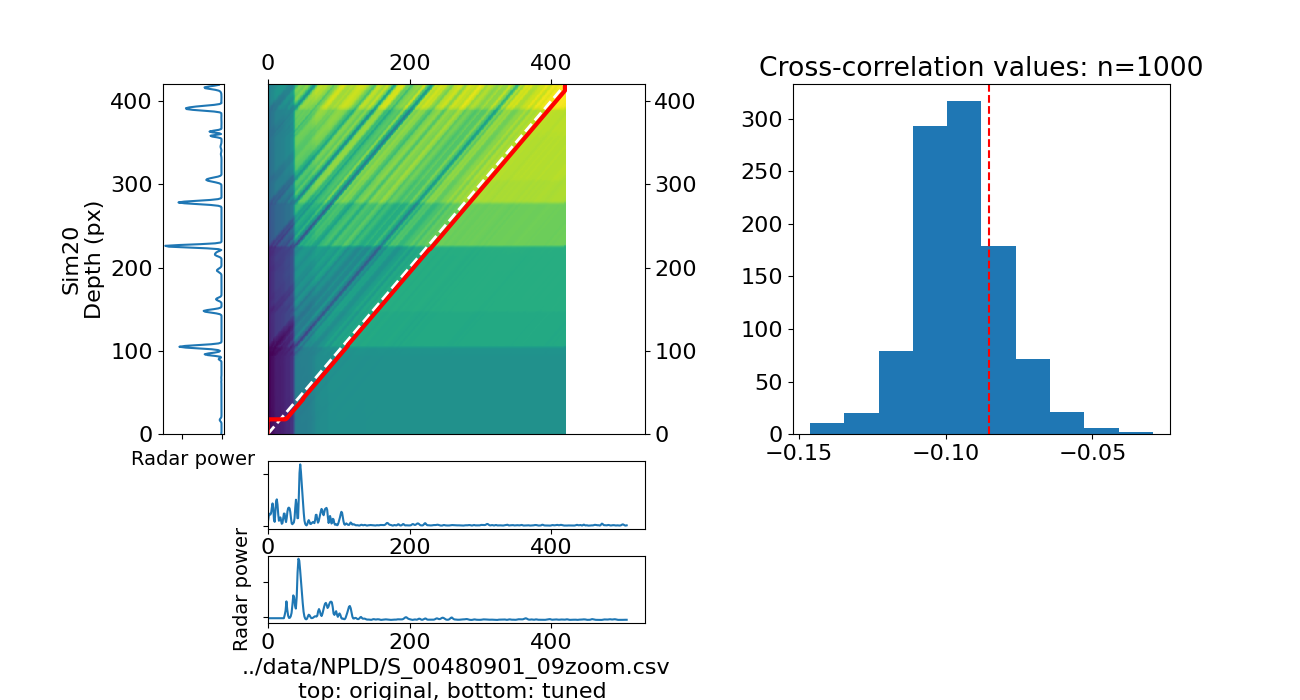 0 200 400
Cross-correlation values: n=1000
400
300
200
100
0
Sim20
Depth (px)
400
300
200
100
0
300
250
200
150
100
50
0
−0.15 −0.10 −0.05
Radar power
0 200 400
Radar power
0 200 400
../data/NPLD/S_00480901_09zoom.csv
top: original, bottom: tuned